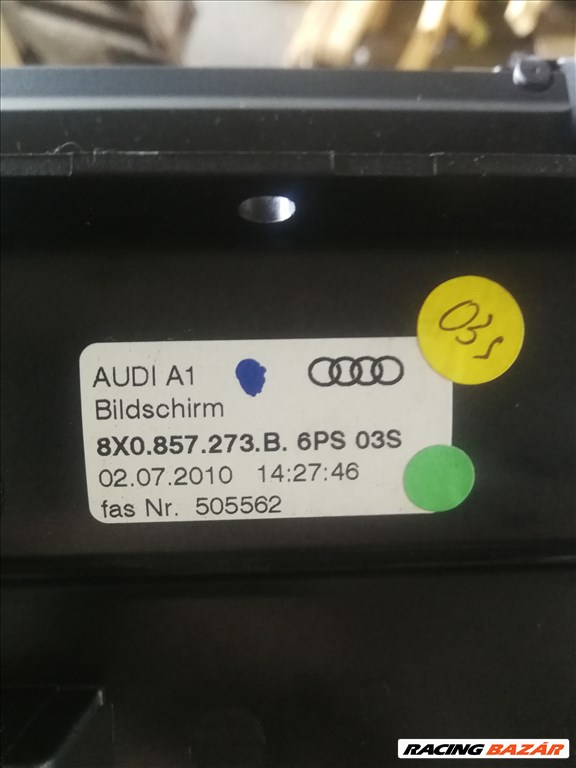 03S
AUDI A1
Bildschirm
8X0.857.273.B. 6PS 03S
02.07.2010 14:27:46
fas Nr. 505562
RACING BAZÁR